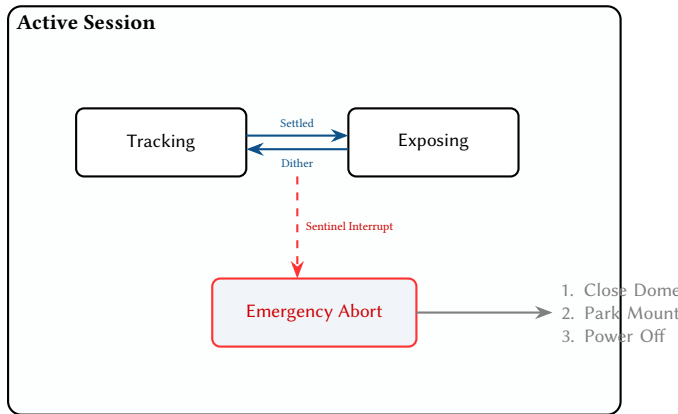 Active Session
Tracking
Settled
Dither
Exposing
Sentinel Interrupt
Emergency Abort
1. Close Dome
2. Park Mount
3. Power Off